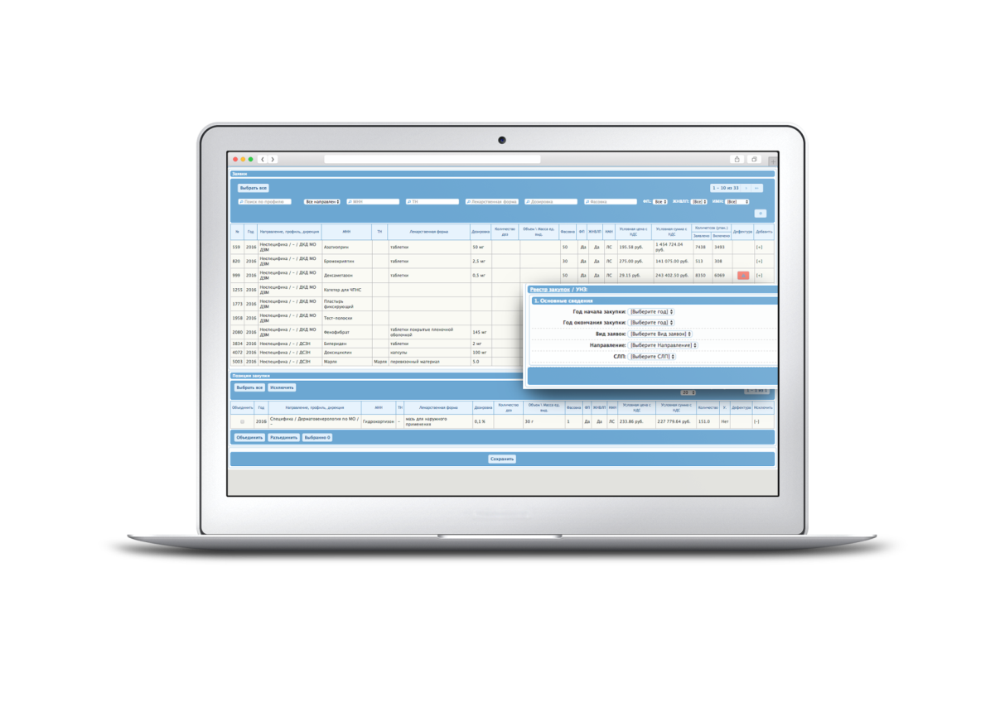 Заявки
Выбрать все
1 - 10 из 33
Поиск по профилю
Все направлен
МНН
ТН
Лекарственная форма
Дозировка
Фасовка
Все
ЖНВЛП:
[Все]
НМН:
[Все]
№ Год Направление, профиль, дирекция МНН ТН Лекарственная форма Дозировка Количество доз Объем \ Масса ед. вид. Фасовка ФП ЖНВЛП НМН Условная цена с НДС Условная сумма с НДС Количество (упак.) Заявлено Включено Дефектура Добавить
539 2016 Неспецифика / - / ДКД МО ДЗМ Азатиоприн таблетки 50 мг 50 Да Да ЛС 195.58 руб. 1 454 724.04 руб. 7438 3493 [+]
820 2016 Неспецифика / - / ДКД МО ДЗМ Бромокриптин таблетки 2,5 мг 30 Да Да ЛС 275.00 руб. 141 075.00 руб. 513 308 [+]
999 2016 Неспецифика / - / ДКД МО ДЗМ Дексаметазон таблетки 0,5 мг 50 Да Да ЛС 29.15 руб. 243 402.50 руб. 8350 6069 [+]
1255 2016 Неспецифика / - / ДКД МО ДЗМ Катетер для ЧПНС
1773 2016 Неспецифика / - / ДКД МО ДЗМ Пластырь фиксирующий
1958 2016 Неспецифика / - / ДКД МО ДЗМ Тест-полоски
2080 2016 Неспецифика / - / ДКД МО ДЗМ Фенофибрат таблетки покрытые пленочной оболочкой 145 мг
3834 2016 Неспецифика / - / ДСЗН Бипериден таблетки 2 мг
4072 2016 Неспецифика / - / ДСЗН Доксициклин капсулы 100 мг
5003 2016 Неспецифика / - / ДСЗН Марля Марля перевязочный материал 5.0
Реестр закупок / УНЗ:
1. Основные сведения
Год начала закупки: [Выберите год]
Год окончания закупки: [Выберите год]
Вид заявок: [Выберите Вид заявок]
Направление: [Выберите Направление]
СЛП: [Выберите СЛП]
Позиции закупки
Выбрать все Исключить
20
1 - 1 из 1
Объединить Год Направление, профиль, дирекция МНН ТН Лекарственная форма Дозировка Количество доз Объем \ Масса ед. вид. Фасовка ФП ЖНВЛП НМН Условная цена с НДС Условная сумма с НДС Количество У. Дефектура Исключить
2016 Специфика / Дерматовенерология по МО / - Гидрокортизон - мазь для наружного применения 0,1 % 30 г 1 Да Да ЛС 233.86 руб. 227 779.64 руб. 151.0 Нет [-]
Объединить Разъединить Выбранно 0
Сохранить